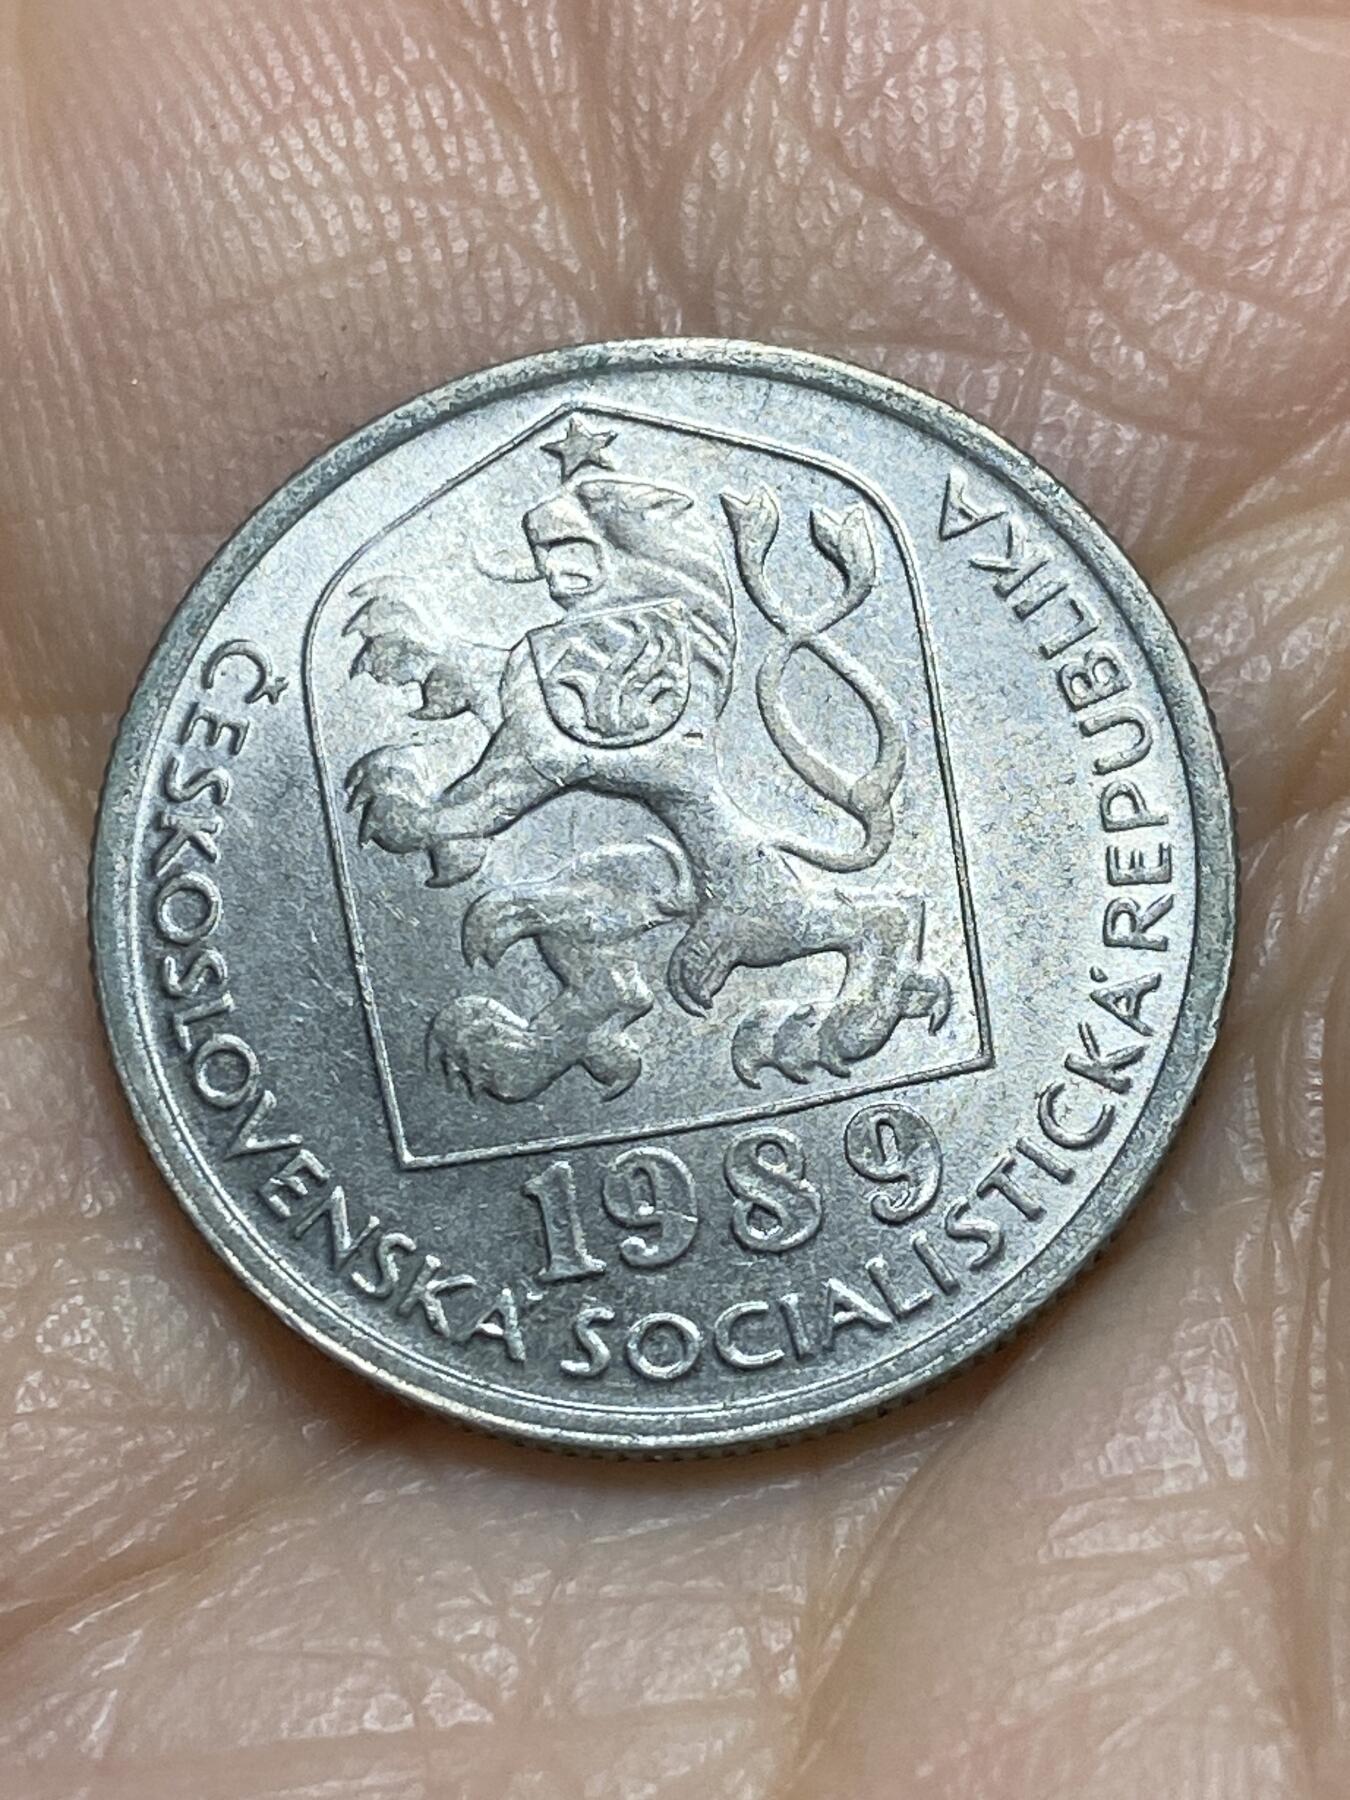 ČESKOSLOVENSKÁ SOCIALISTICKÁ REPUBLIKA
1989